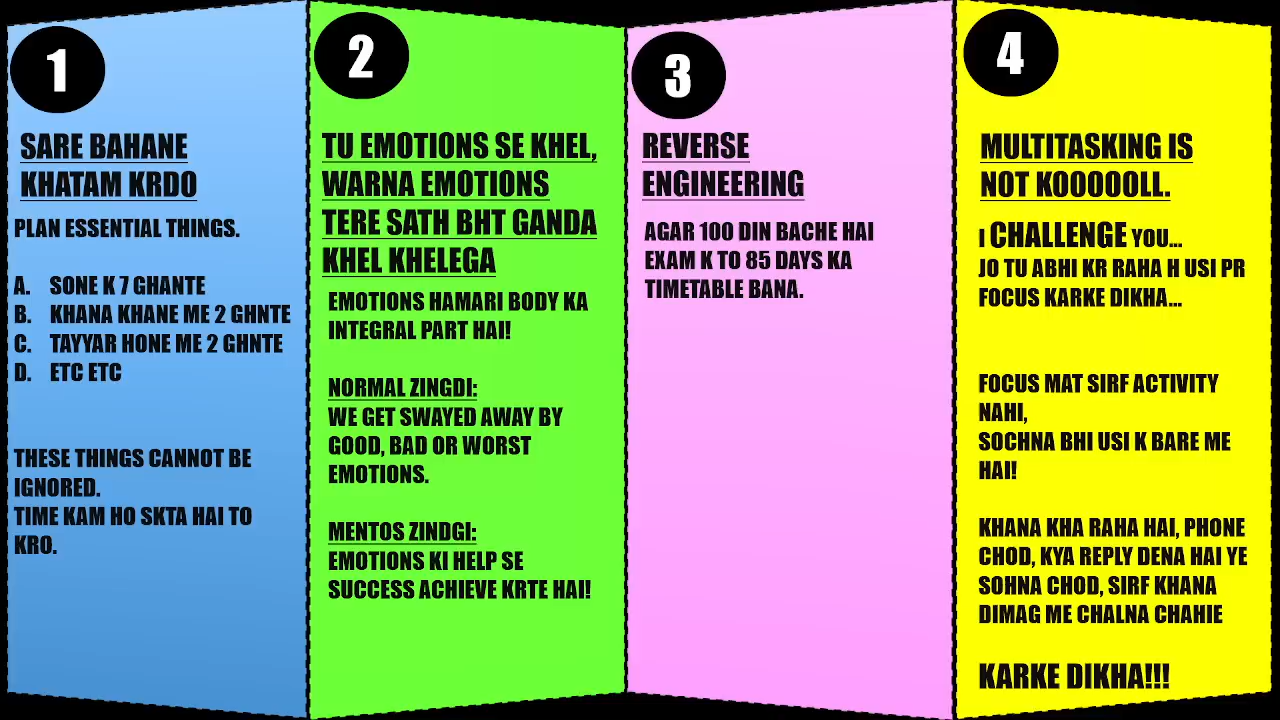 1
SARE BAHANE
KHATAM KRDO
PLAN ESSENTIAL THINGS.
A. SONE K 7 GHANTE
B. KHANA KHANE ME 2 GHNTE
C. TAYYAR HONE ME 2 GHNTE
D. ETC ETC
THESE THINGS CANNOT BE
IGNORED.
TIME KAM HO SKTA HAI TO
KRO.
2
TU EMOTIONS SE KHEL,
WARNA EMOTIONS
TERE SATH BHT GANDA
KHEL KHELEGA
EMOTIONS HAMARI BODY KA
INTEGRAL PART HAI!
NORMAL ZINGDI:
WE GET SWAYED AWAY BY
GOOD, BAD OR WORST
EMOTIONS.
MENTOS ZINDGI:
EMOTIONS KI HELP SE
SUCCESS ACHIEVE KRTE HAI!
3
REVERSE
ENGINEERING
AGAR 100 DIN BACHE HAI
EXAM K TO 85 DAYS KA
TIMETABLE BANA.
4
MULTITASKING IS
NOT KOOOOOLL.
I CHALLENGE YOU...
JO TU ABHI KR RAHA H USI PR
FOCUS KARKE DIKHA...
FOCUS MAT SIRF ACTIVITY
NAHI,
SOCHNA BHI USI K BARE ME
HAI!
KHANA KHA RAHA HAI, PHONE
CHOD, KYA REPLY DENA HAI YE
SOHNA CHOD, SIRF KHANA
DIMAG ME CHALNA CHAHIE
KARKE DIKHA!!!